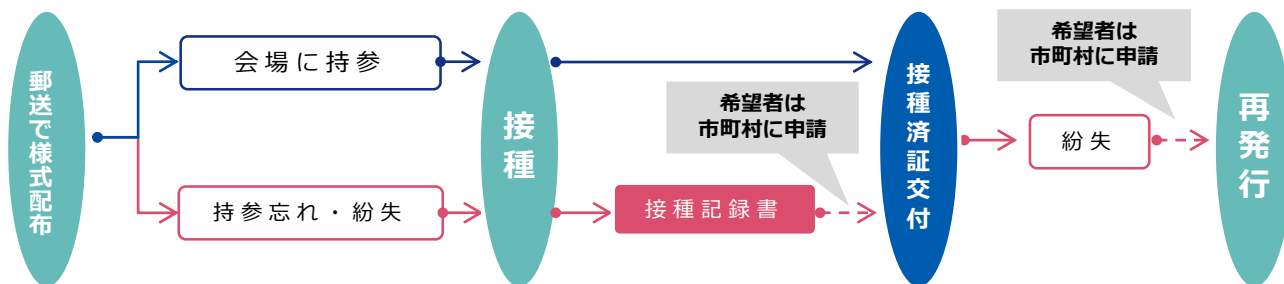 郵送で様式配布
会場に持参
持参忘れ・紛失
接種
接種記録書
希望者は
市町村に申請
接種済証交付
紛失
希望者は
市町村に申請
再発行